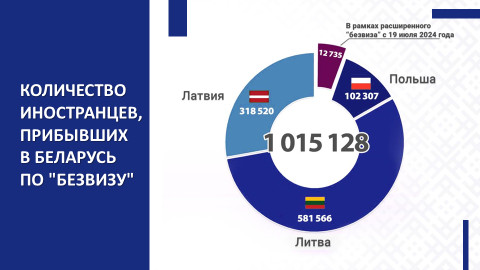 КОЛИЧЕСТВО
ИНОСТРАНЦЕВ,
ПРИБЫВШИХ
В БЕЛАРУСЬ
ПО "БЕЗВИЗУ"
В рамках расширенного
"безвиза" с 19 июля 2024 года
12 735
Польша
102 307
Латвия
318 520
1 015 128
581 566
Литва